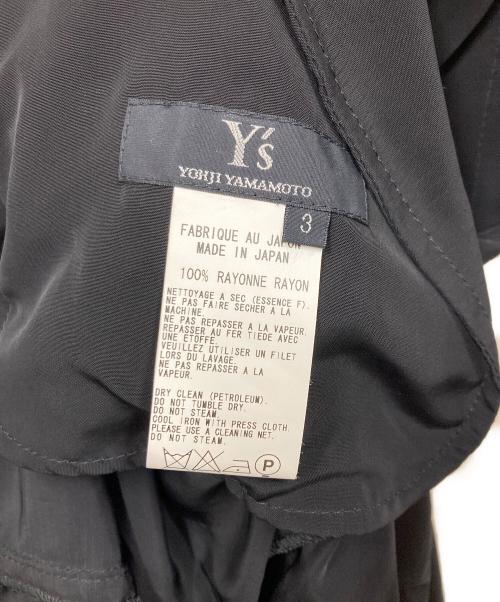 Y's
YOHJI YAMAMOTO
3
FABRIQUE AU JAPON
MADE IN JAPAN
100% RAYONNE RAYON
NETTOYAGE A SEC (ESSENCE F).
NE PAS FAIRE SECHER A LA
MACHINE.
NE PAS REPASSER A LA VAPEUR.
REPASSER AU FER TIEDE AVEC
UNE ETOFFE.
VEUILLEZ UTILISER UN FILET
LORS DU LAVAGE.
NE PAS REPASSER A LA
VAPEUR.
DRY CLEAN (PETROLEUM).
DO NOT TUMBLE DRY.
DO NOT STEAM.
COOL IRON WITH PRESS CLOTH.
PLEASE USE A CLEANING NET.
DO NOT STEAM.
P